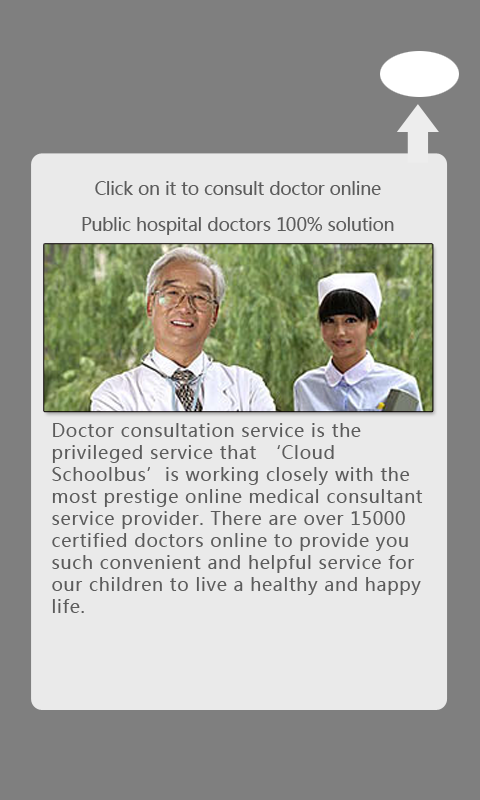 Click on it to consult doctor online
Public hospital doctors 100% solution
Doctor consultation service is the
privileged service that ‘Cloud
Schoolbus’ is working closely with the
most prestige online medical consultant
service provider. There are over 15000
certified doctors online to provide you
such convenient and helpful service for
our children to live a healthy and happy
life.